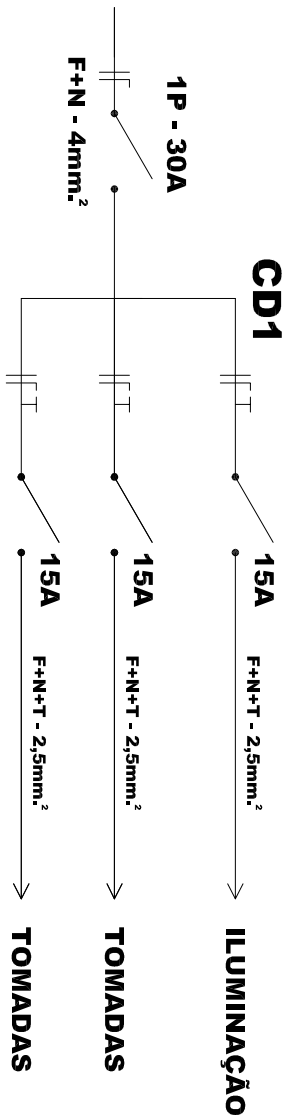 CD1
1P - 30A
F+N - 4mm.²
15A
F+N+T - 2,5mm.²
ILUMINAÇÃO
15A
F+N+T - 2,5mm.²
TOMADAS
15A
F+N+T - 2,5mm.²
TOMADAS